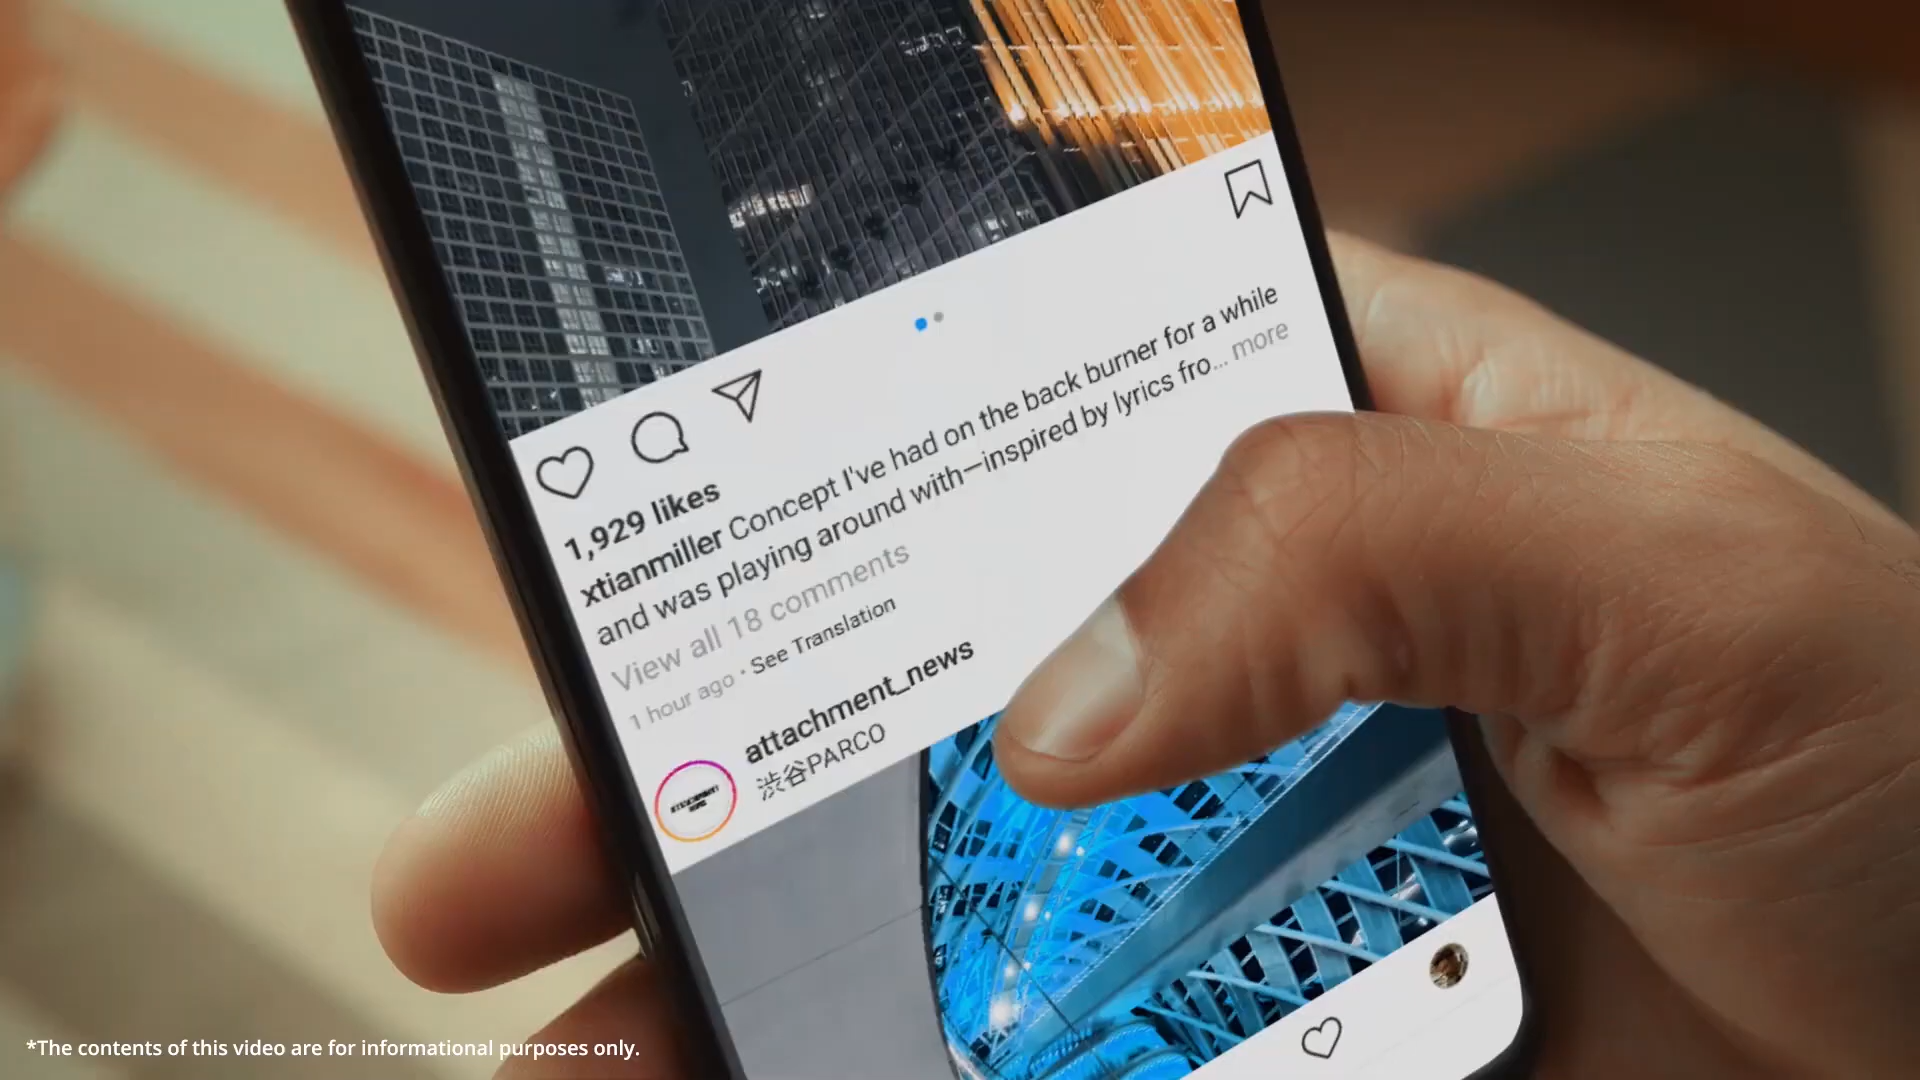 1,929 likes
xtianmiller Concept I've had on the back burner for a while
and was playing around with—inspired by lyrics fro... more
View all 18 comments
1 hour ago · See Translation
attachment_news
渋谷PARCO
*The contents of this video are for informational purposes only.